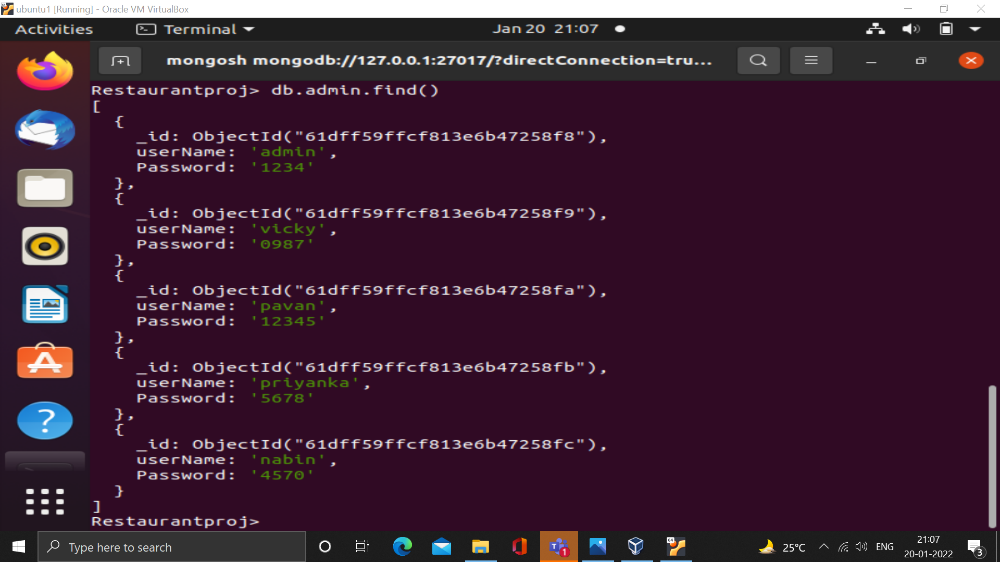 ubuntu1 [Running] - Oracle VM VirtualBox
Activities Terminal Jan 20 21:07
mongosh mongodb://127.0.0.1:27017/?directConnection=tru...
Restaurantproj> db.admin.find()
[
{
_id: ObjectId("61dff59ffcf813e6b47258f8"),
userName: 'admin',
Password: '1234'
},
{
_id: ObjectId("61dff59ffcf813e6b47258f9"),
userName: 'vicky',
Password: '0987'
},
{
_id: ObjectId("61dff59ffcf813e6b47258fa"),
userName: 'pavan',
Password: '12345'
},
{
_id: ObjectId("61dff59ffcf813e6b47258fb"),
userName: 'priyanka',
Password: '5678'
},
{
_id: ObjectId("61dff59ffcf813e6b47258fc"),
userName: 'nabin',
Password: '4570'
}
]
Restaurantproj>
Type here to search 1 64 25°C ENG 21:07
20-01-2022 3